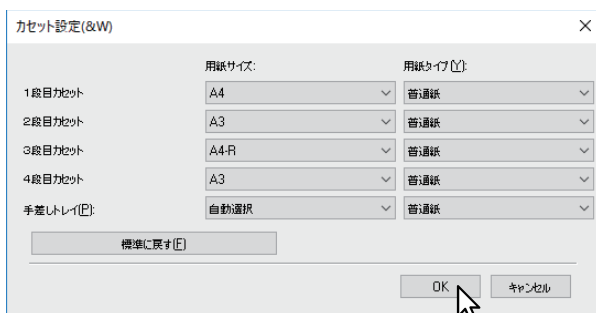 カセット設定(&W)
用紙サイズ: 用紙タイプ(Y):
1段目カセット A4 普通紙
2段目カセット A3 普通紙
3段目カセット A4-R 普通紙
4段目カセット A3 普通紙
手差しトレイ(P): 自動選択 普通紙
標準に戻す(F)
OK キャンセル